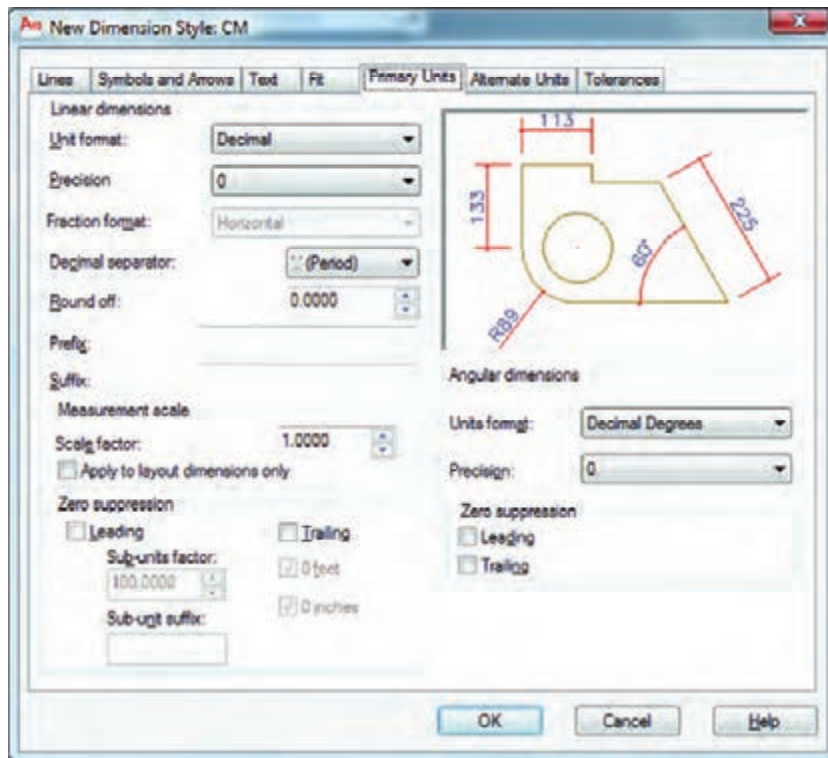 New Dimension Style: CM
Lines Symbols and Arrows Text Fit Primary Units Alternate Units Tolerances
Linear dimensions
Unit format: Decimal
Precision 0
Fraction format: Horizontal
Decimal separator: '.' (Period)
Round off: 0.0000
Prefix:
Suffix:
Measurement scale
Scale factor: 1.0000
Apply to layout dimensions only
Zero suppression
Leading
Trailing
Sub-units factor:
100.0000
0 feet
0 inches
Sub-unit suffix:
113
133
225
60°
R89
Angular dimensions
Units format: Decimal Degrees
Precision: 0
Zero suppression
Leading
Trailing
OK Cancel Help